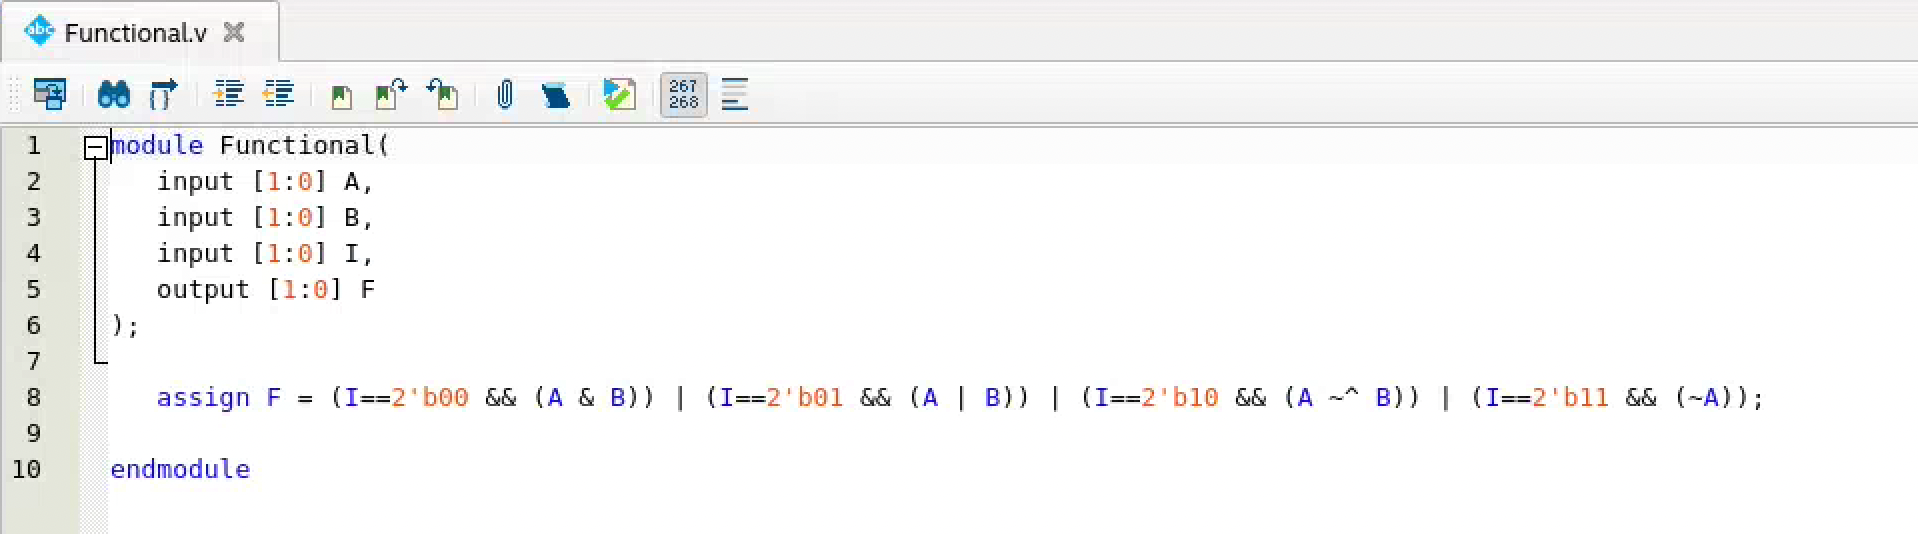 Functional.v
267
268
1 module Functional(
2 input [1:0] A,
3 input [1:0] B,
4 input [1:0] I,
5 output [1:0] F
6 );
7
8 assign F = (I==2'b00 && (A & B)) | (I==2'b01 && (A | B)) | (I==2'b10 && (A ~^ B)) | (I==2'b11 && (~A));
9
10 endmodule